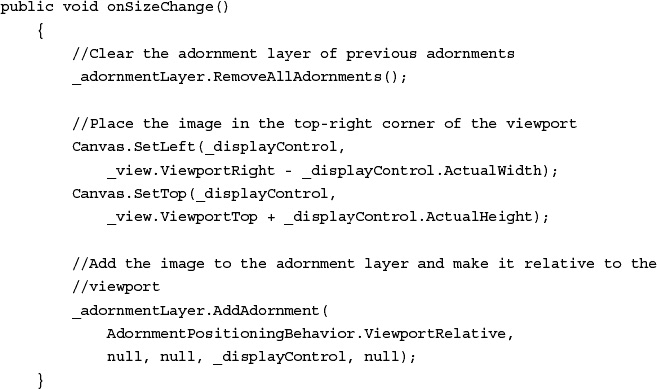 public void onSizeChange()
{
//Clear the adornment layer of previous adornments
_adornmentLayer.RemoveAllAdornments();
//Place the image in the top-right corner of the viewport
Canvas.SetLeft(_displayControl,
_view.ViewportRight - _displayControl.ActualWidth);
Canvas.SetTop(_displayControl,
_view.ViewportTop + _displayControl.ActualHeight);
//Add the image to the adornment layer and make it relative to the
//viewport
_adornmentLayer.AddAdornment(
AdornmentPositioningBehavior.ViewportRelative,
null, null, _displayControl, null);
}